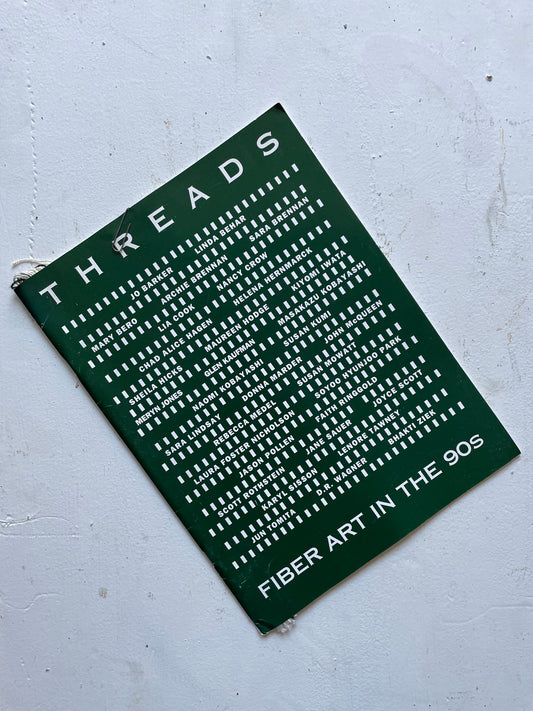 THREADS
JO BARKER LINDA BEHAR
MARY BERO ARCHIE BRENNAN SARA BRENNAN
LIA COOK NANCY CROW
CHAD ALICE HAGEN HELENA HERNMARCK
SHEILA HICKS MAUREEN HODGE KIYOMI IWATA
MERYN JONES GLEN KAUFMAN MASAKAZU KOBAYASHI
NAOMI KOBAYASHI SUSAN KUMI
SARA LINDSAY DONNA MARDER JOHN McQUEEN
REBECCA MEDEL SUSAN MOWATT
LAURA FOSTER NICHOLSON SOYOO HYUNJOO PARK
JASON POLLEN FAITH RINGGOLD
SCOTT ROTHSTEIN JANE SAUER JOYCE SCOTT
KARYL SISSON LENORE TAWNEY
JUN TOMITA D.R. WAGNER SHAKTI ZIEK
FIBER ART IN THE 90s